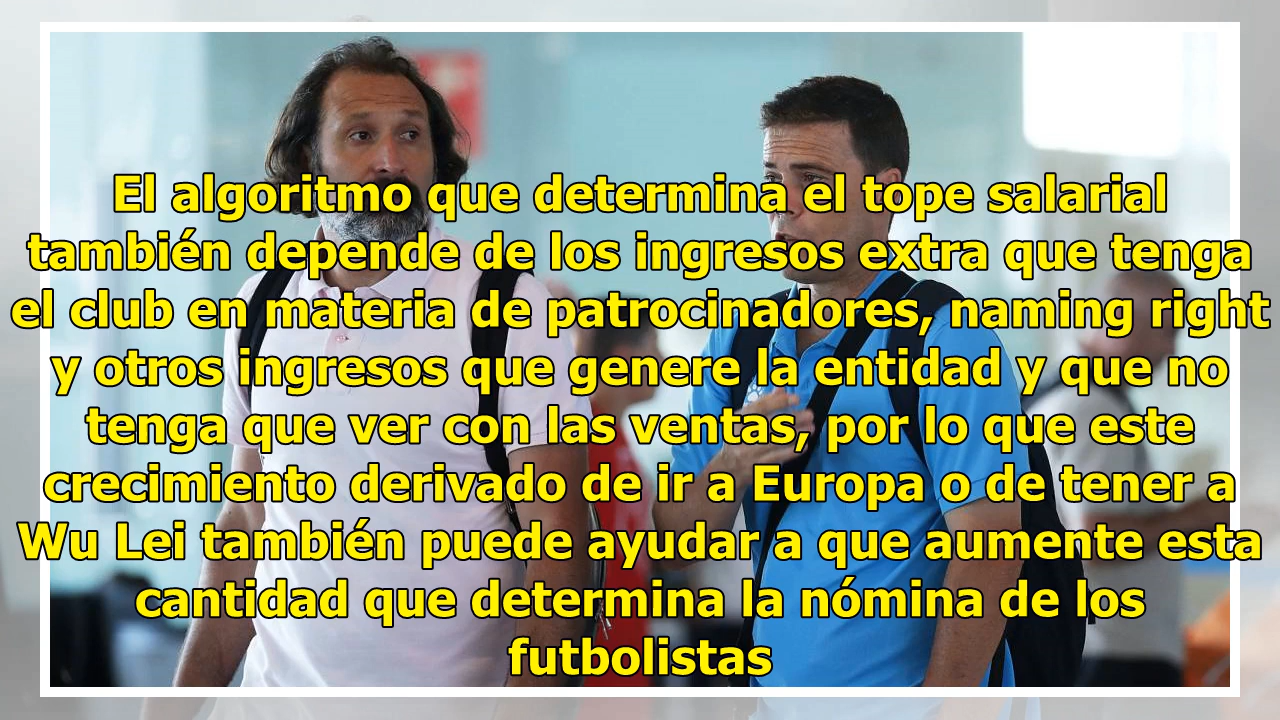 El algoritmo que determina el tope salarial
también depende de los ingresos extra que tenga
el club en materia de patrocinadores, naming right
y otros ingresos que genere la entidad y que no
tenga que ver con las ventas, por lo que este
crecimiento derivado de ir a Europa o de tener a
Wu Lei también puede ayudar a que aumente esta
cantidad que determina la nómina de los
futbolistas